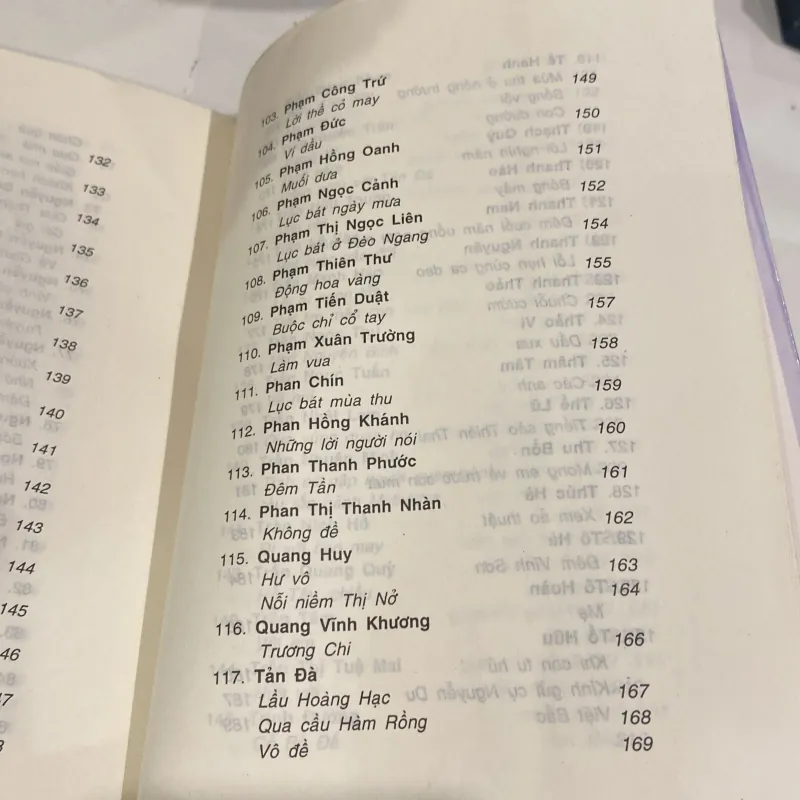 132
133
134
135
136
137
138
139
140
141
142
143
144
145
46
103. Phạm Công Trứ
Lời thề cỏ may 149
104. Phạm Đức
Ví dầu 150
105. Phạm Hồng Oanh
Muối dưa 151
106. Phạm Ngọc Cảnh
Lục bát ngày mưa 152
107. Phạm Thị Ngọc Liên
Lục bát ở Đèo Ngang 154
108. Phạm Thiên Thư
Động hoa vàng 155
109. Phạm Tiến Duật
Buộc chỉ cổ tay 157
110. Phạm Xuân Trường
Làm vua 158
111. Phan Chín
Lục bát mùa thu 159
112. Phan Hồng Khánh
Những lời người nói 160
113. Phan Thanh Phước
Đêm Tần 161
114. Phan Thị Thanh Nhàn
Không đề 162
115. Quang Huy
Hư vô 163
Nỗi niềm Thị Nở 164
116. Quang Vĩnh Khương
Trương Chi 166
117. Tản Đà
Lầu Hoàng Hạc 167
Qua cầu Hàm Rồng 168
Vô đề 169